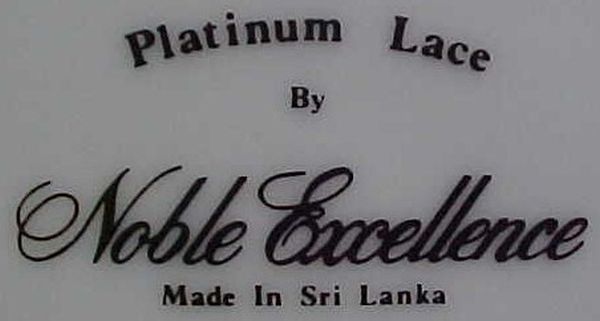 Platinum Lace
By
Noble Excellence
Made In Sri Lanka